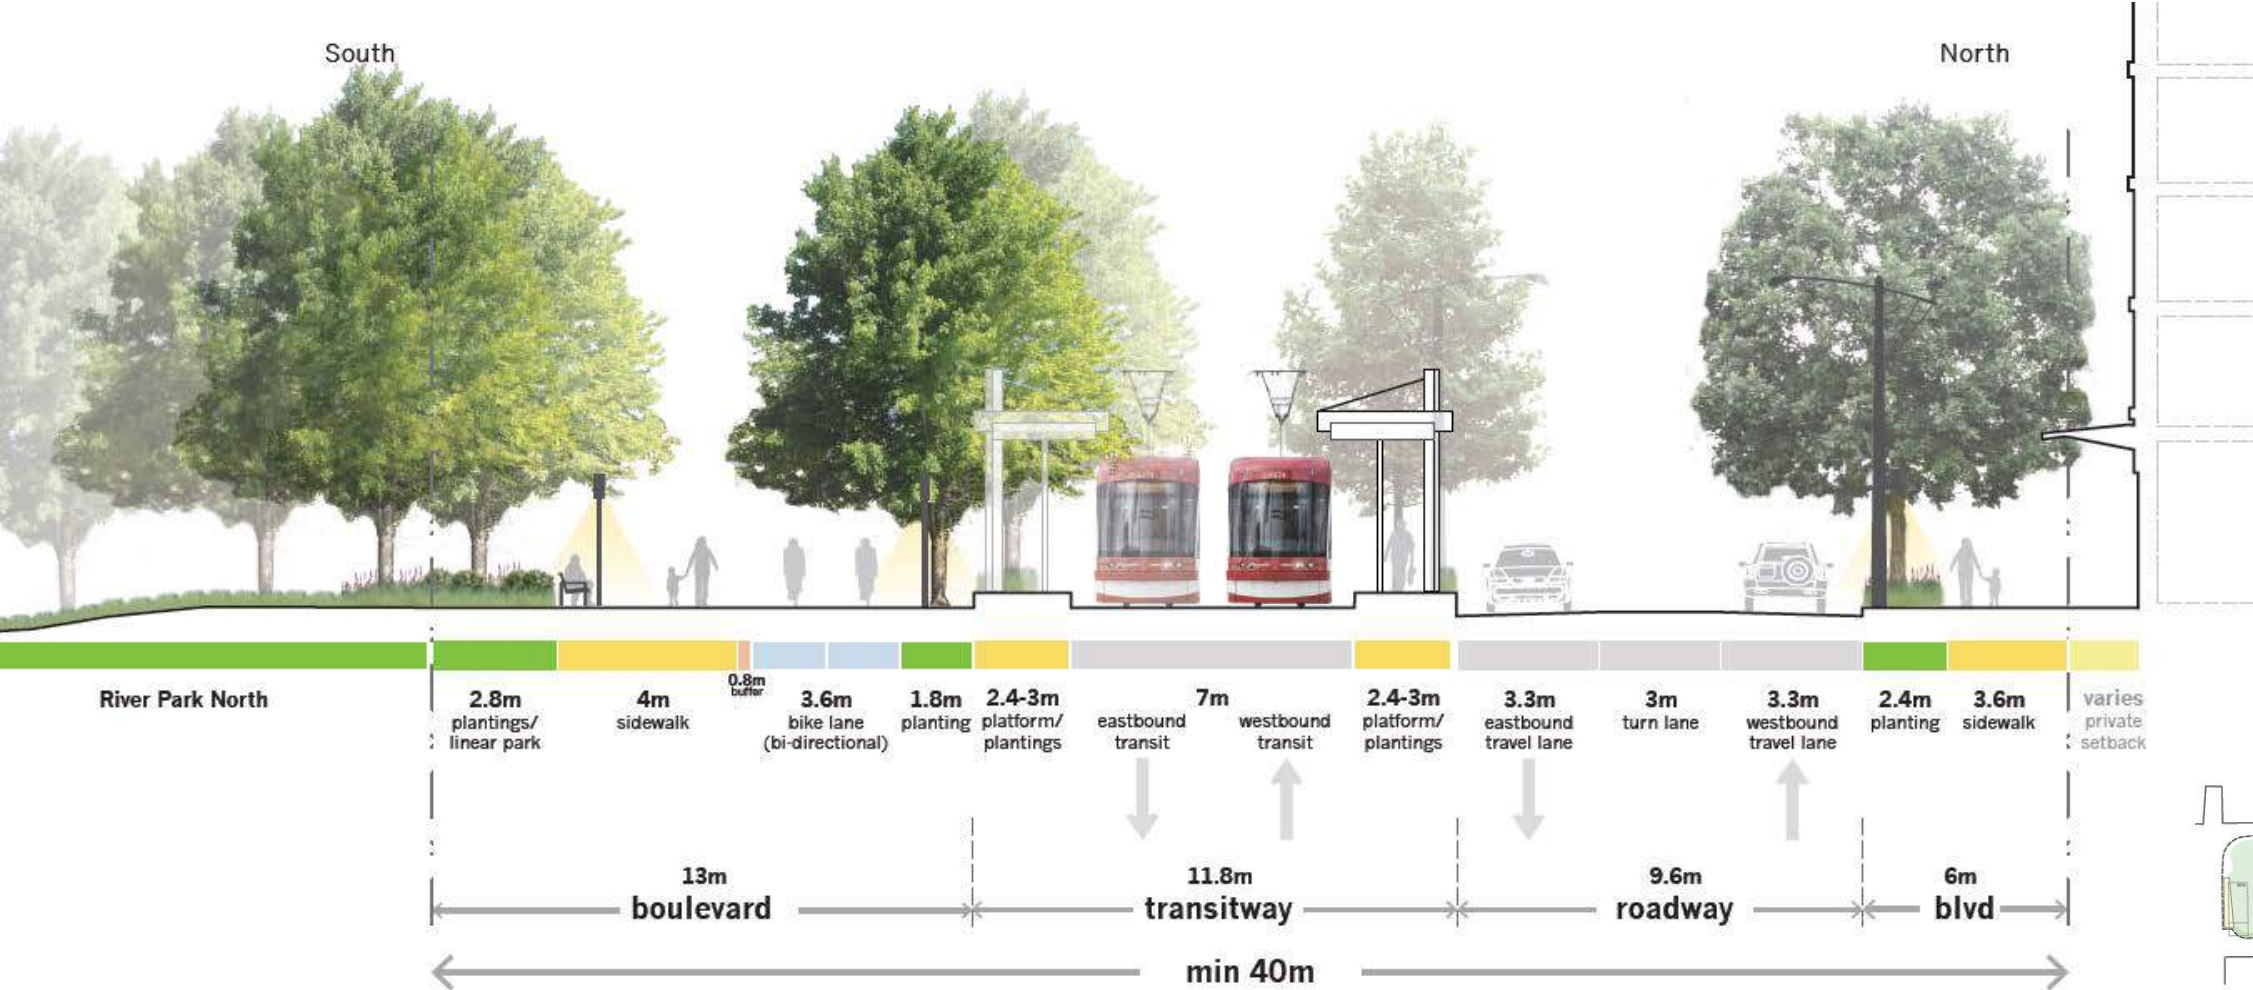 South
North
River Park North
2.8m
plantings/
linear park
4m
sidewalk
0.8m
buffer
3.6m
bike lane
(bi-directional)
1.8m
planting
2.4-3m
platform/
plantings
7m
eastbound
transit
westbound
transit
2.4-3m
platform/
plantings
3.3m
eastbound
travel lane
3m
turn lane
3.3m
westbound
travel lane
2.4m
planting
3.6m
sidewalk
varies
private
setback
13m
boulevard
11.8m
transitway
9.6m
roadway
6m
blvd
min 40m